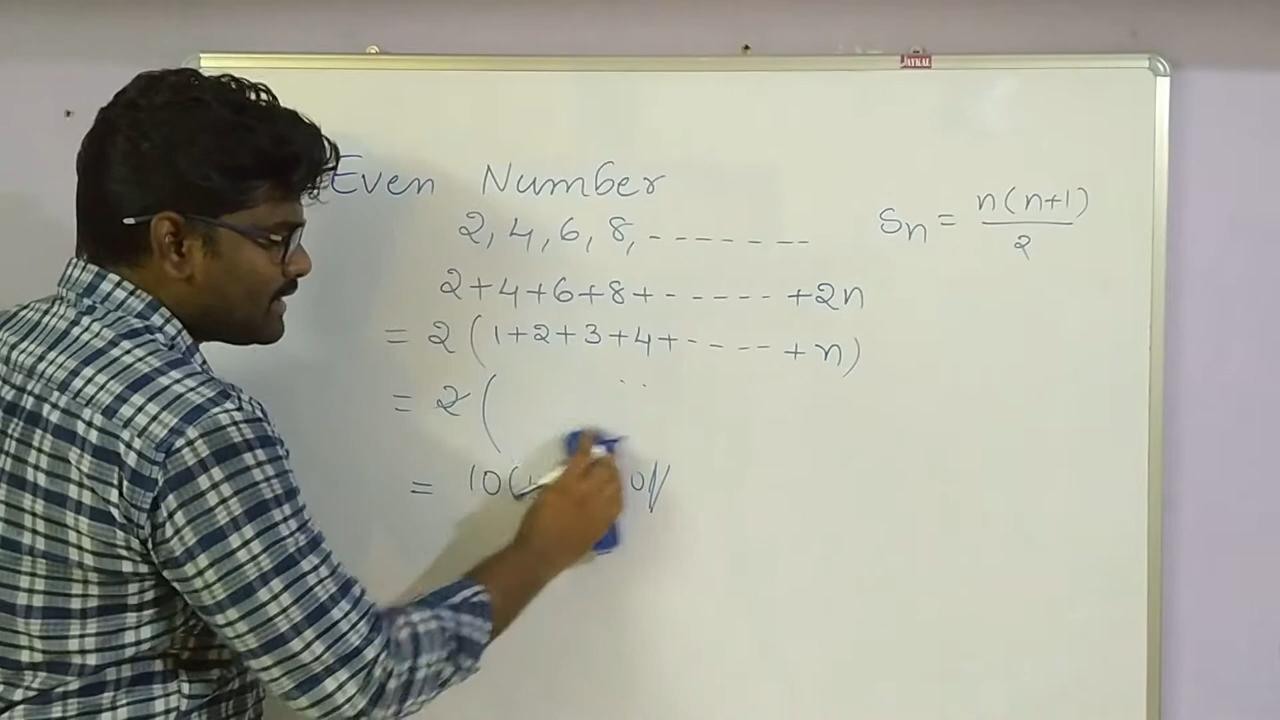 Even Number
2, 4, 6, 8, --------
2+4+6+8+------+2n
= 2 (1+2+3+4+-----+n)
= 2 (
= 10(
Sn = n(n+1)/2
JAYKAL